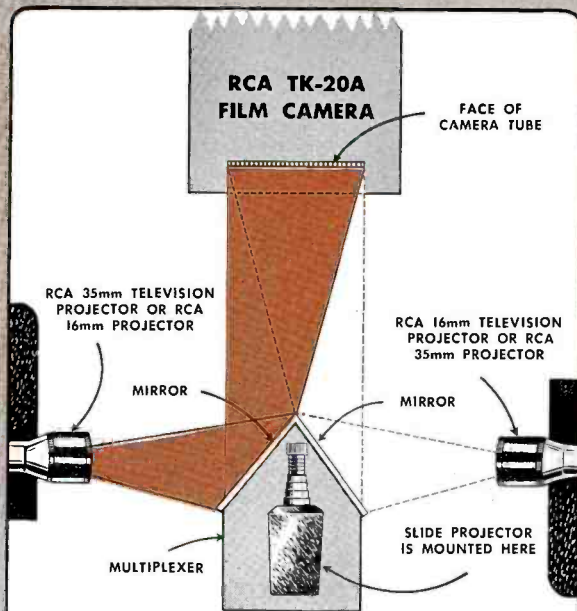 RCA TK-20A
FILM CAMERA
FACE OF
CAMERA TUBE
RCA 35mm TELEVISION
PROJECTOR OR RCA
16mm PROJECTOR
RCA 16mm TELEVISION
PROJECTOR OR RCA
35mm PROJECTOR
MIRROR
MIRROR
MULTIPLEXER
SLIDE PROJECTOR
IS MOUNTED HERE